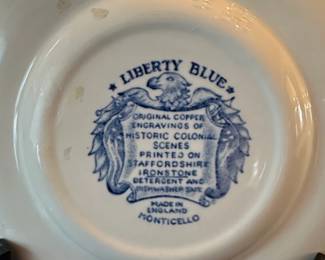 ★ LIBERTY BLUE ★
ORIGINAL COPPER
ENGRAVINGS OF
HISTORIC COLONIAL
SCENES
PRINTED ON
STAFFORDSHIRE
IRONSTONE
DETERGENT AND
DISHWASHER SAFE
MADE IN
ENGLAND
MONTICELLO